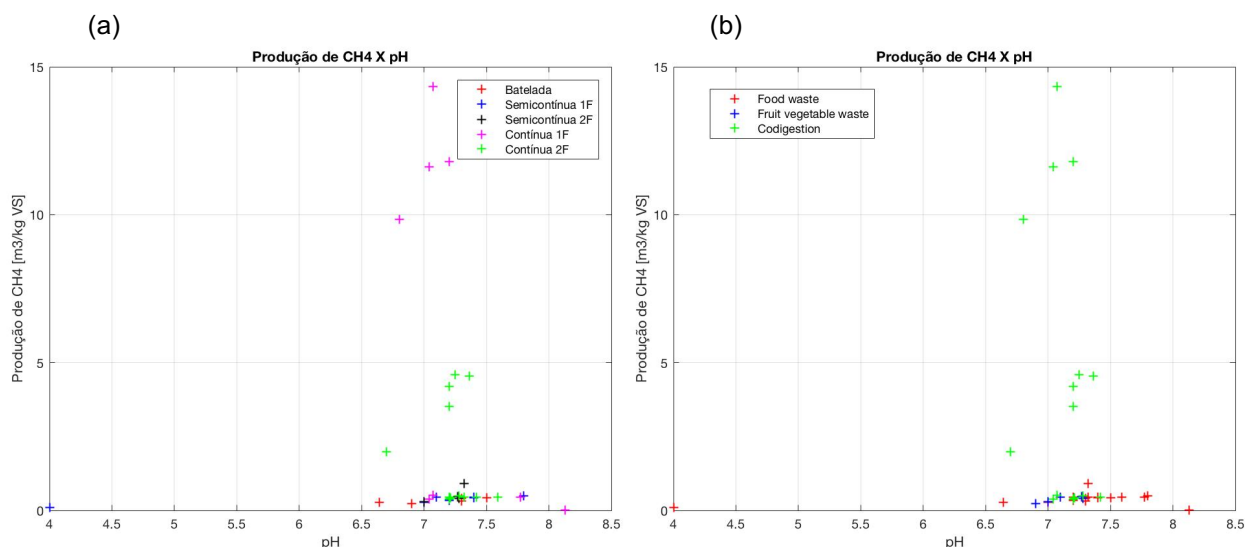 (a)
Produção de CH4 X pH
Produção de CH4 [m3/kg VS]
15
10
5
0
4
4.5
5
5.5
6
6.5
7
7.5
8
8.5
pH
Batelada
Semicontínua 1F
Semicontínua 2F
Contínua 1F
Contínua 2F
(b)
Produção de CH4 X pH
Produção de CH4 [m3/kg VS]
15
10
5
0
4
4.5
5
5.5
6
6.5
7
7.5
8
8.5
pH
Food waste
Fruit vegetable waste
Codigestion